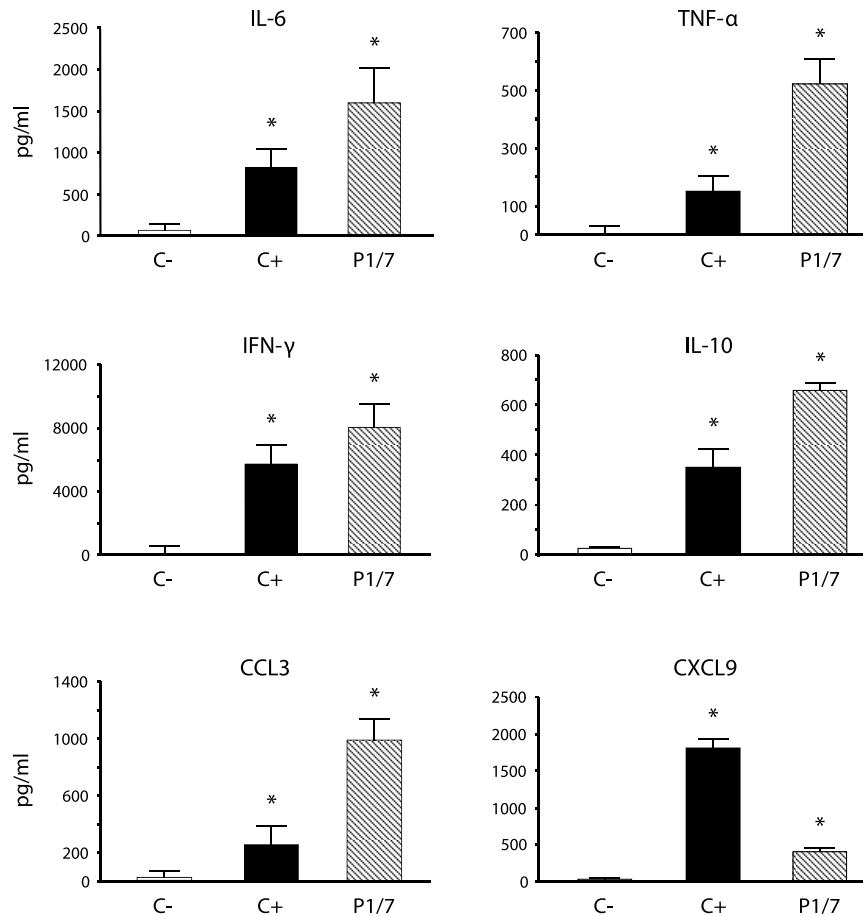 IL-6
pg/ml
2500
2000
1500
1000
500
0
*
*
C- C+ P1/7
TNF-α
700
500
300
100
0
*
*
C- C+ P1/7
IFN-γ
pg/ml
12000
8000
4000
0
*
*
C- C+ P1/7
IL-10
800
600
400
200
0
*
*
C- C+ P1/7
CCL3
pg/ml
1400
1000
600
200
0
*
*
C- C+ P1/7
CXCL9
2500
2000
1500
1000
500
0
*
*
C- C+ P1/7